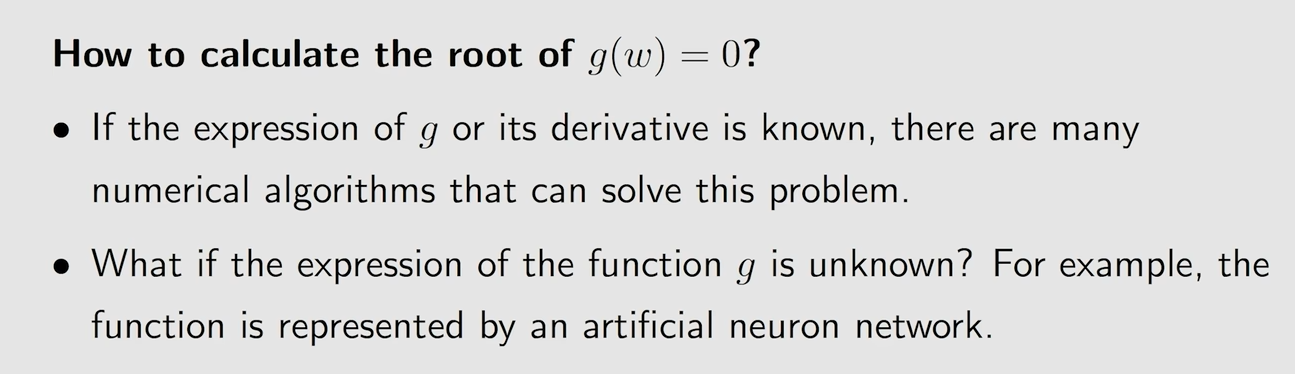 How to calculate the root of g(w) = 0?
• If the expression of g or its derivative is known, there are many
numerical algorithms that can solve this problem.
• What if the expression of the function g is unknown? For example, the
function is represented by an artificial neuron network.